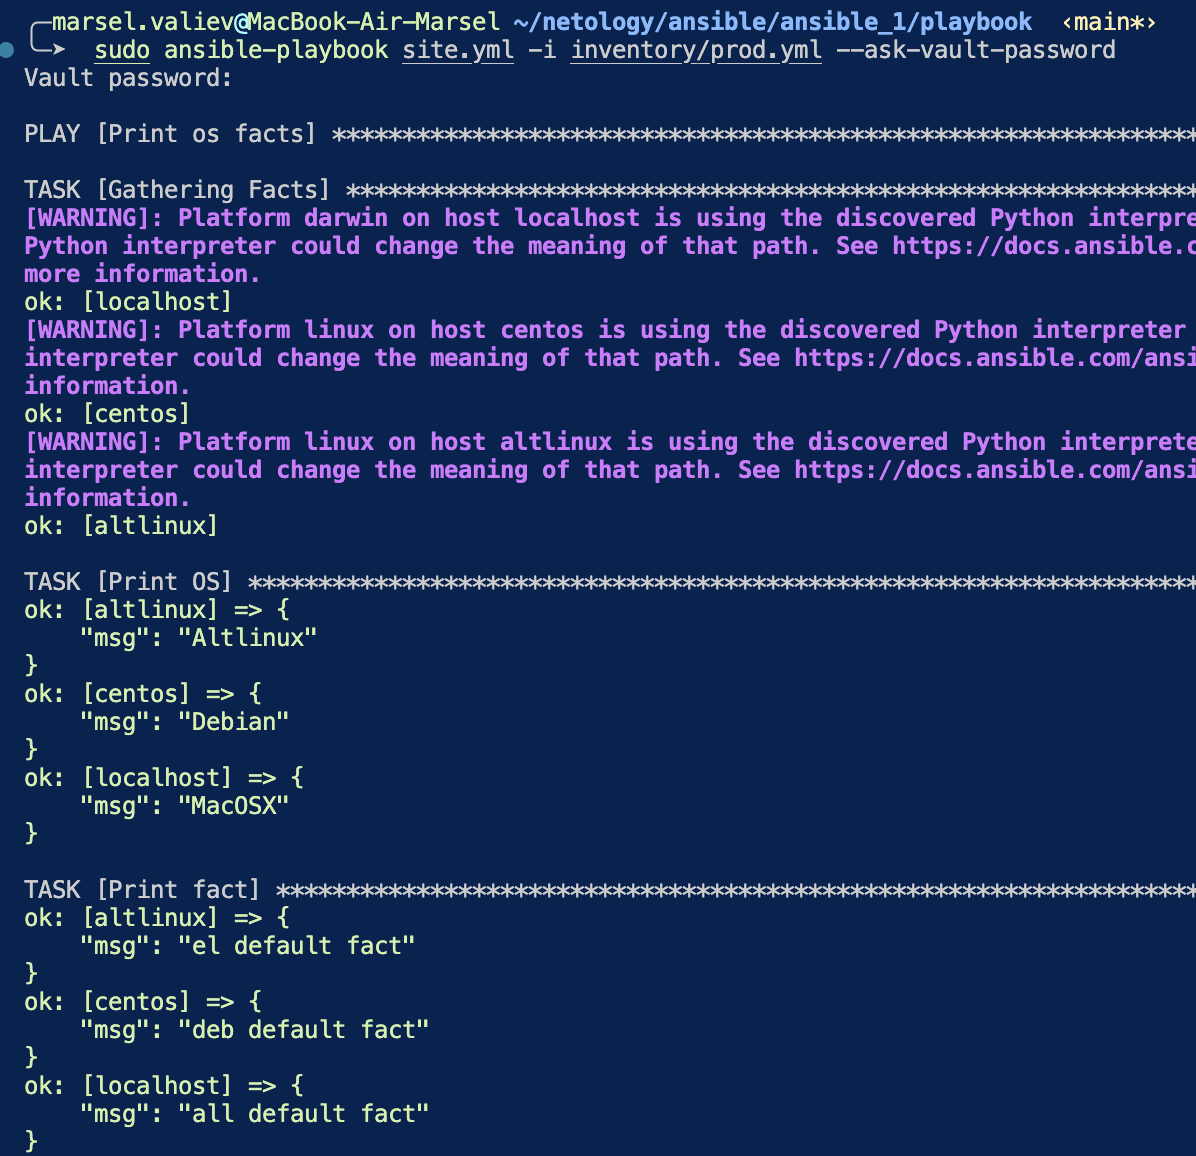 marsel.valiev@MacBook-Air-Marsel ~/netology/ansible/ansible_1/playbook ‹main*›
sudo ansible-playbook site.yml -i inventory/prod.yml --ask-vault-password
Vault password:
PLAY [Print os facts] **************************************************************
TASK [Gathering Facts] *************************************************************
[WARNING]: Platform darwin on host localhost is using the discovered Python interpre
Python interpreter could change the meaning of that path. See https://docs.ansible.c
more information.
ok: [localhost]
[WARNING]: Platform linux on host centos is using the discovered Python interpreter
interpreter could change the meaning of that path. See https://docs.ansible.com/ansi
information.
ok: [centos]
[WARNING]: Platform linux on host altlinux is using the discovered Python interprete
interpreter could change the meaning of that path. See https://docs.ansible.com/ansi
information.
ok: [altlinux]
TASK [Print OS] ********************************************************************
ok: [altlinux] => {
    "msg": "Altlinux"
}
ok: [centos] => {
    "msg": "Debian"
}
ok: [localhost] => {
    "msg": "MacOSX"
}
TASK [Print fact] ******************************************************************
ok: [altlinux] => {
    "msg": "el default fact"
}
ok: [centos] => {
    "msg": "deb default fact"
}
ok: [localhost] => {
    "msg": "all default fact"
}